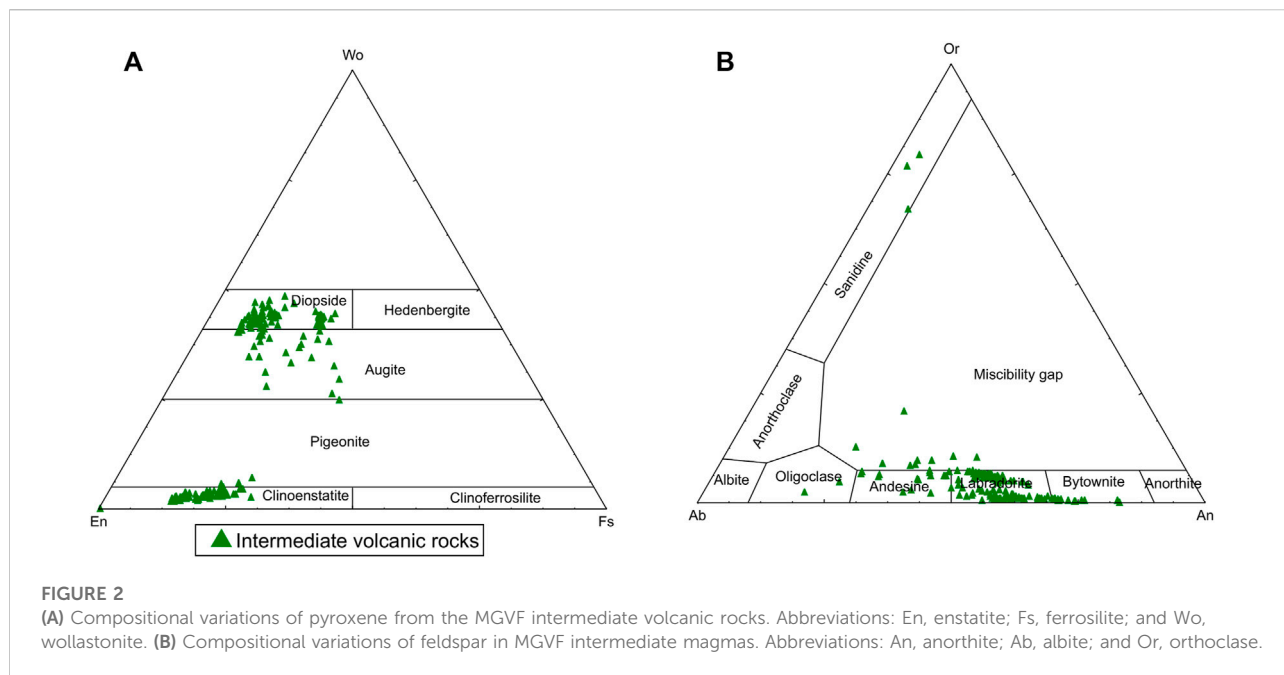 A
Wo
Diopside
Hedenbergite
Augite
Pigeonite
Clinoenstatite
Clinoferrosilite
En
Fs
Intermediate volcanic rocks
B
Or
Sanidine
Miscibility gap
Anorthoclase
Albite
Oligoclase
Andesine
Labradorite
Bytownite
Anorthite
Ab
An
FIGURE 2
(A) Compositional variations of pyroxene from the MGVF intermediate volcanic rocks. Abbreviations: En, enstatite; Fs, ferrosilite; and Wo,
wollastonite. (B) Compositional variations of feldspar in MGVF intermediate magmas. Abbreviations: An, anorthite; Ab, albite; and Or, orthoclase.